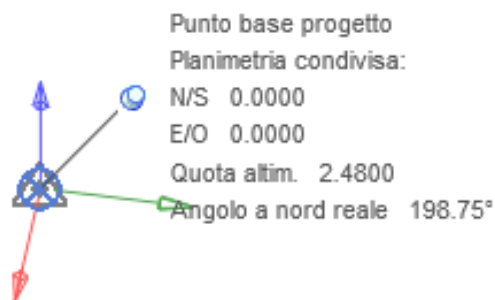 Punto base progetto
Planimetria condivisa:
N/S 0.0000
E/O 0.0000
Quota altim. 2.4800
Angolo a nord reale 198.75°